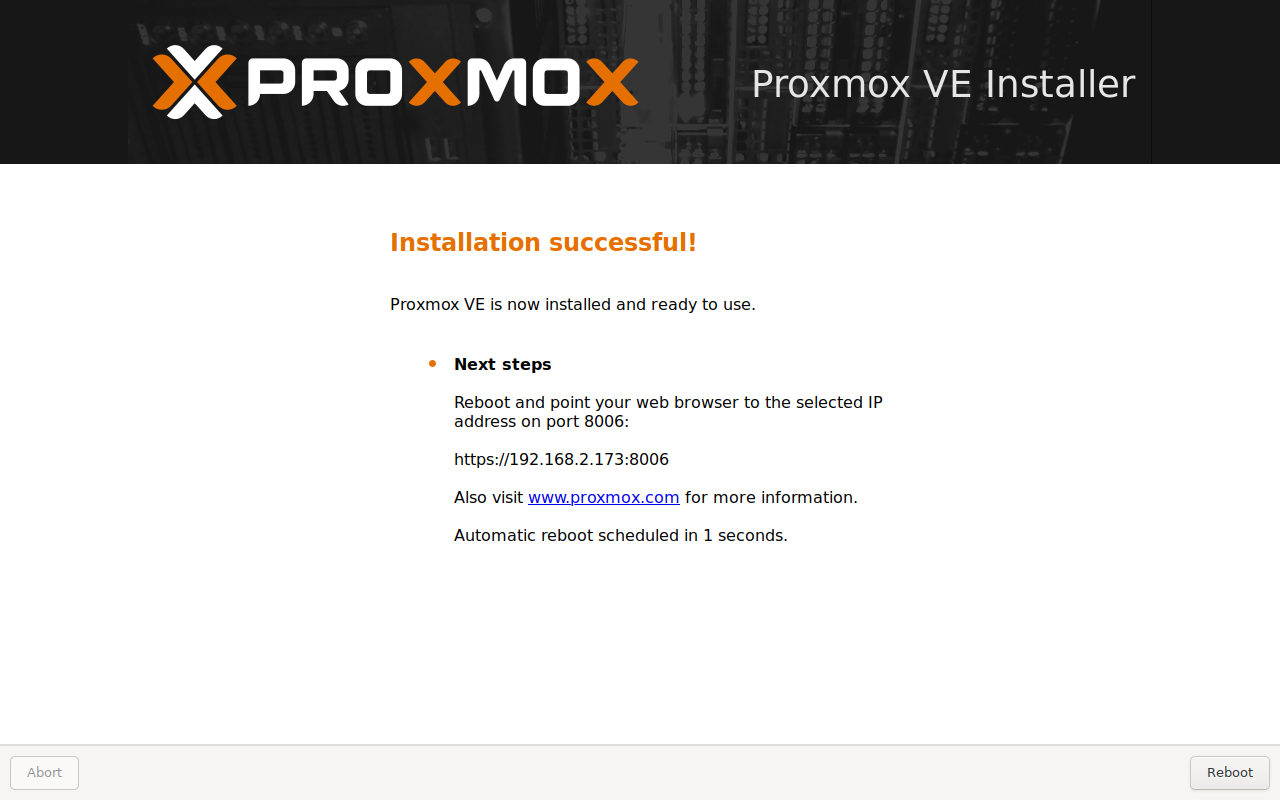 PROXMOX
Proxmox VE Installer
Installation successful!
Proxmox VE is now installed and ready to use.
Next steps
Reboot and point your web browser to the selected IP
address on port 8006:
https://192.168.2.173:8006
Also visit www.proxmox.com for more information.
Automatic reboot scheduled in 1 seconds.
Abort
Reboot